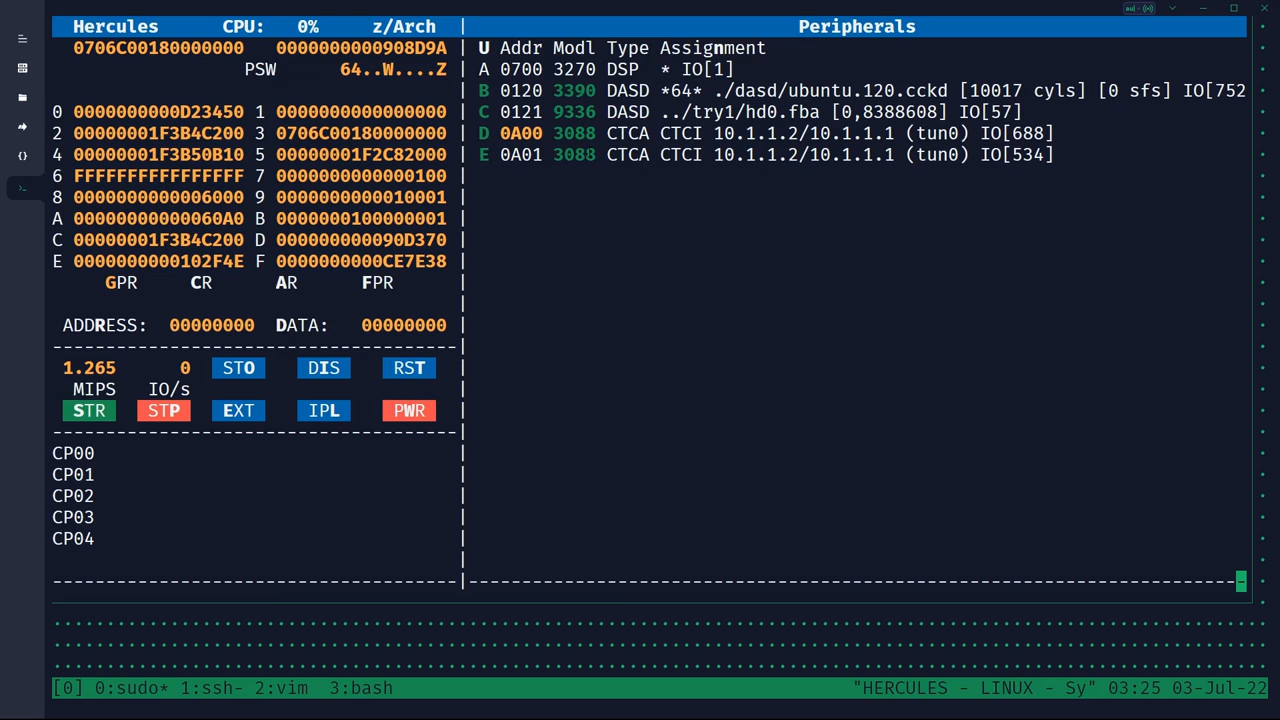 Hercules CPU: 0% z/Arch | Peripherals
0706C00180000000 0000000000908D9A | U Addr Modl Type Assignment
PSW 64..W....Z | A 0700 3270 DSP * IO[1]
| B 0120 3390 DASD *64* ./dasd/ubuntu.120.cckd [10017 cyls] [0 sfs] IO[752
0 0000000000D23450 1 0000000000000000 | C 0121 9336 DASD ../try1/hd0.fba [0,8388608] IO[57]
2 00000001F3B4C200 3 0706C00180000000 | D 0A00 3088 CTCA CTCI 10.1.1.2/10.1.1.1 (tun0) IO[688]
4 00000001F3B50B10 5 00000001F2C82000 | E 0A01 3088 CTCA CTCI 10.1.1.2/10.1.1.1 (tun0) IO[534]
6 FFFFFFFFFFFFFFFF 7 0000000000000100 |
8 0000000000006000 9 0000000000010001 |
A 00000000000060A0 B 0000000100000001 |
C 00000001F3B4C200 D 000000000090D370 |
E 0000000000102F4E F 0000000000CE7E38 |
GPR CR AR FPR |
|
ADDRESS: 00000000 DATA: 00000000 |
-------------------------------------- |
1.265 0 STO DIS RST |
MIPS IO/s |
STR STP EXT IPL PWR |
-------------------------------------- |
CP00 |
CP01 |
CP02 |
CP03 |
CP04 |
|
--------------------------------------|-------------------------------------------------------------------------
[0] 0:sudo* 1:ssh- 2:vim 3:bash "HERCULES - LINUX - Sy" 03:25 03-Jul-22